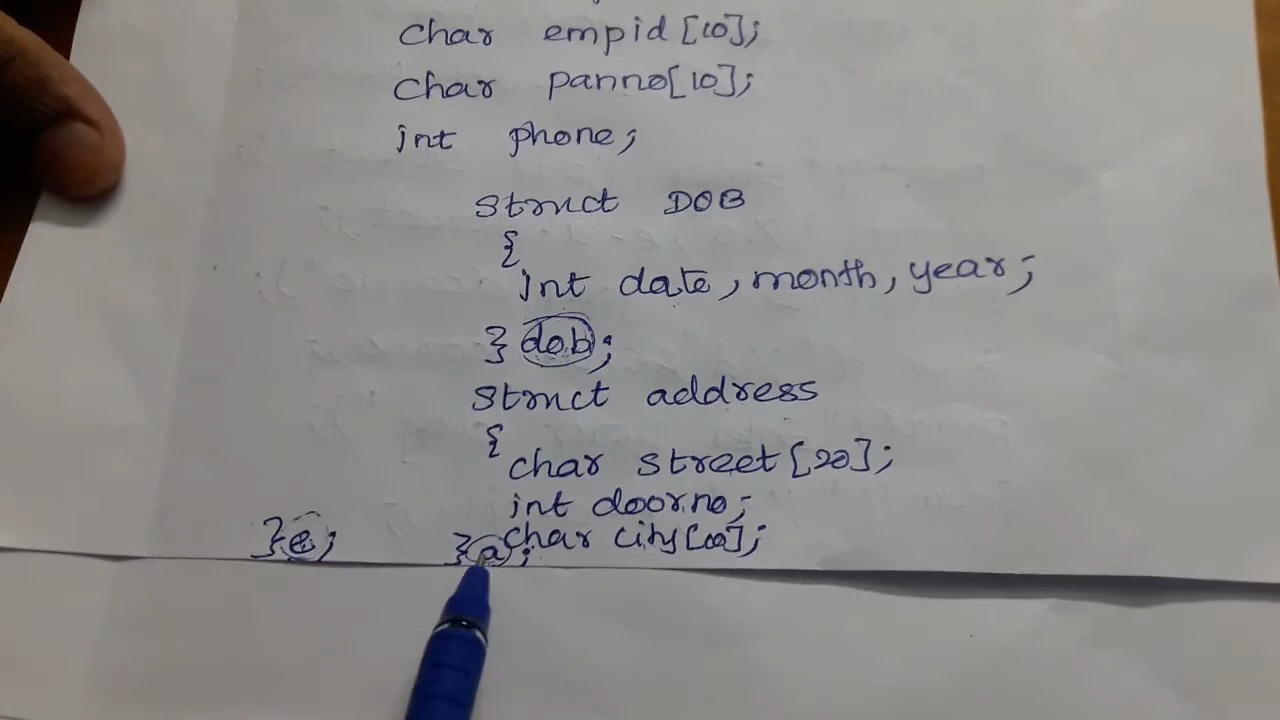 char empid[10];
char panno[10];
int phone;
struct DOB
{
int date, month, year;
} dob;
struct address
{
char street[20];
int doorno;
char city[10];
} e; } a;